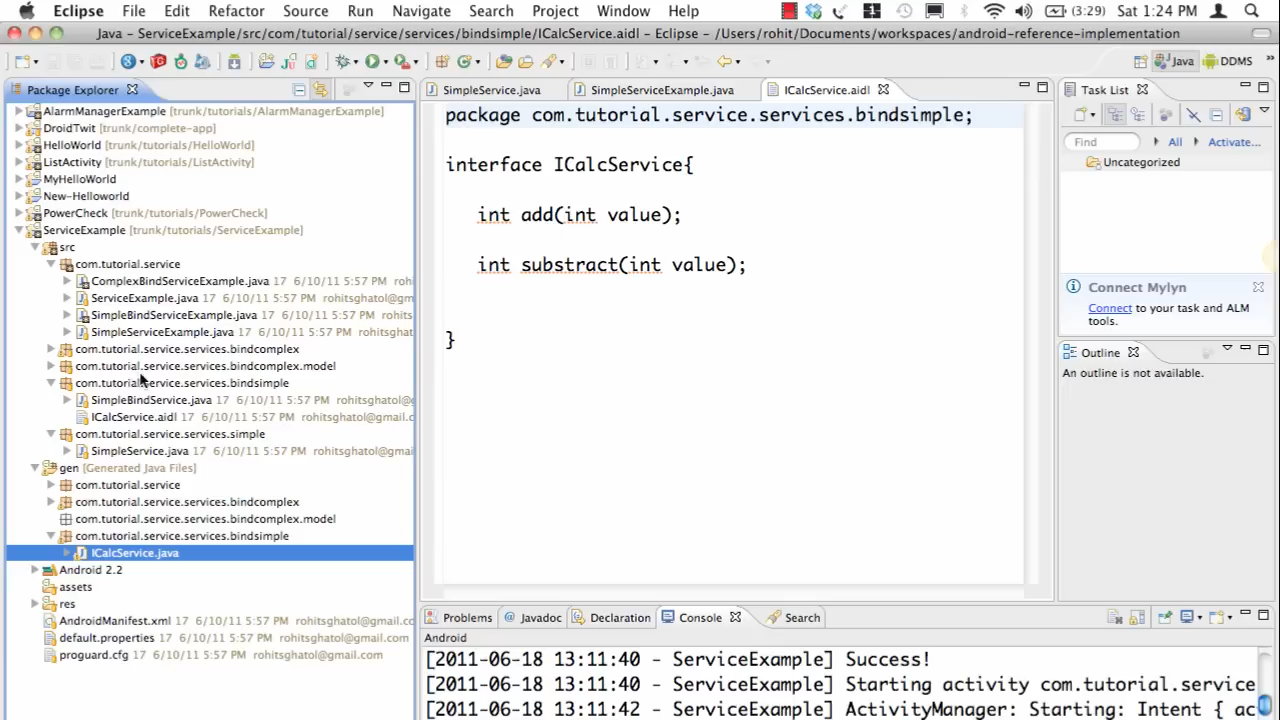 Eclipse File Edit Refactor Source Run Navigate Search Project Window Help (3:29) Sat 1:24 PM
Java – ServiceExample/src/com/tutorial/service/services/bindsimple/ICalcService.aidl – Eclipse – /Users/rohit/Documents/workspaces/android-reference-implementation
Java DDMS
Package Explorer
AlarmManagerExample [trunk/tutorials/AlarmManagerExample]
DroidTwit [trunk/complete-app]
HelloWorld [trunk/tutorials/HelloWorld]
ListActivity [trunk/tutorials/ListActivity]
MyHelloWorld
New-Helloworld
PowerCheck [trunk/tutorials/PowerCheck]
ServiceExample [trunk/tutorials/ServiceExample]
src
com.tutorial.service
ComplexBindServiceExample.java 17 6/10/11 5:57 PM rohi
ServiceExample.java 17 6/10/11 5:57 PM rohitsghatol@gm
SimpleBindServiceExample.java 17 6/10/11 5:57 PM rohits
SimpleServiceExample.java 17 6/10/11 5:57 PM rohitsghat
com.tutorial.service.services.bindcomplex
com.tutorial.service.services.bindcomplex.model
com.tutorial.service.services.bindsimple
SimpleBindService.java 17 6/10/11 5:57 PM rohitsghatol@g
ICalcService.aidl 17 6/10/11 5:57 PM rohitsghatol@gmail.c
com.tutorial.service.services.simple
SimpleService.java 17 6/10/11 5:57 PM rohitsghatol@gmai
gen [Generated Java Files]
com.tutorial.service
com.tutorial.service.services.bindcomplex
com.tutorial.service.services.bindcomplex.model
com.tutorial.service.services.bindsimple
ICalcService.java
Android 2.2
assets
res
AndroidManifest.xml 17 6/10/11 5:57 PM rohitsghatol@gmail.com
default.properties 17 6/10/11 5:57 PM rohitsghatol@gmail.com
proguard.cfg 17 6/10/11 5:57 PM rohitsghatol@gmail.com
SimpleService.java SimpleServiceExample.java ICalcService.aidl
package com.tutorial.service.services.bindsimple;
interface ICalcService{
int add(int value);
int substract(int value);
}
Task List
Find All Activate...
Uncategorized
Connect Mylyn
Connect to your task and ALM
tools.
Outline
An outline is not available.
Problems Javadoc Declaration Console Search
Android
[2011-06-18 13:11:40 - ServiceExample] Success!
[2011-06-18 13:11:40 - ServiceExample] Starting activity com.tutorial.service
[2011-06-18 13:11:42 - ServiceExample] ActivityManager: Starting: Intent { ac